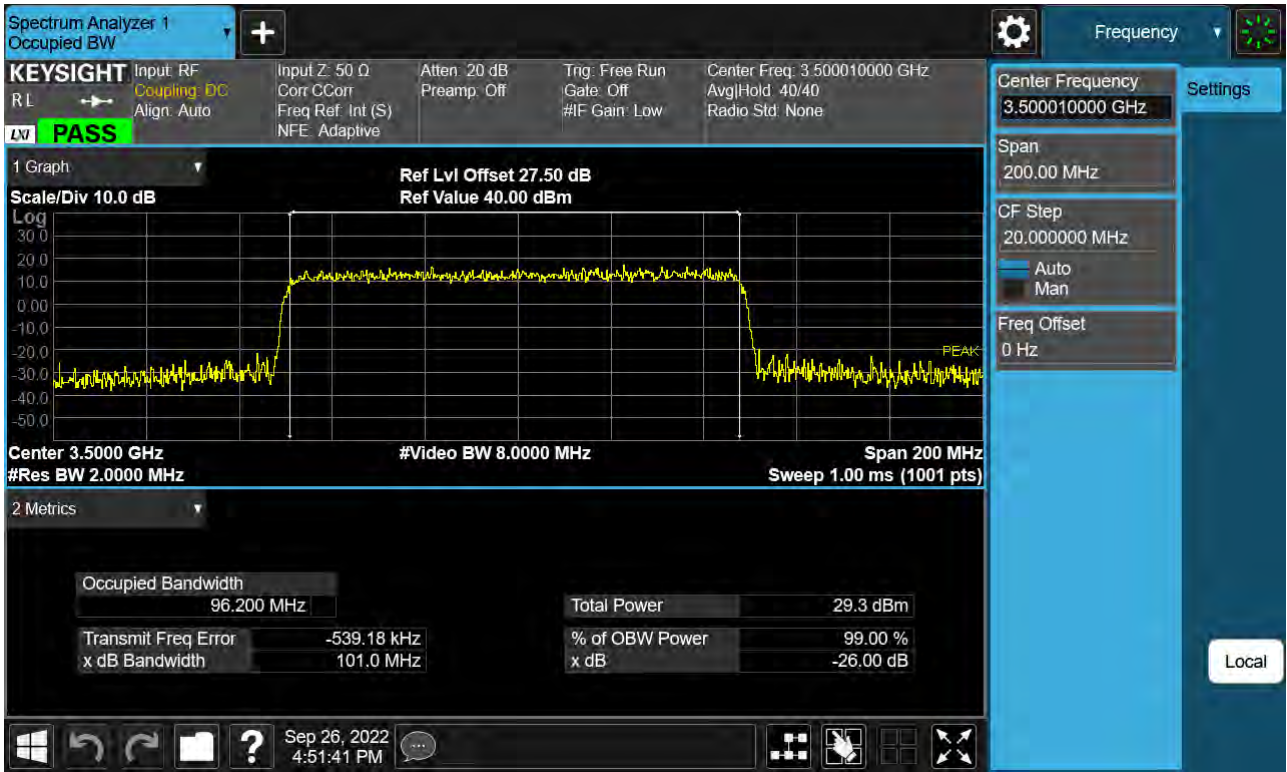 Spectrum Analyzer 1
Occupied BW
Frequency
KEYSIGHT
R L
LXI
PASS
Input: RF
Coupling: DC
Align: Auto
Input Z: 50 Ω
Corr CCorr
Freq Ref: Int (S)
NFE: Adaptive
Atten: 20 dB
Preamp: Off
Trig: Free Run
Gate: Off
#IF Gain: Low
Center Freq: 3.500010000 GHz
Avg|Hold: 40/40
Radio Std: None
Center Frequency
3.500010000 GHz
Settings
Span
200.00 MHz
CF Step
20.000000 MHz
Auto
Man
Freq Offset
0 Hz
1 Graph
Ref Lvl Offset 27.50 dB
Scale/Div 10.0 dB
Ref Value 40.00 dBm
Log
30.0
20.0
10.0
0.00
-10.0
-20.0
-30.0
-40.0
-50.0
PEAK
Center 3.5000 GHz
#Video BW 8.0000 MHz
Span 200 MHz
#Res BW 2.0000 MHz
Sweep 1.00 ms (1001 pts)
2 Metrics
Occupied Bandwidth
96.200 MHz
Total Power 29.3 dBm
Transmit Freq Error -539.18 kHz
% of OBW Power 99.00 %
x dB Bandwidth 101.0 MHz
x dB -26.00 dB
Local
?
Sep 26, 2022
4:51:41 PM